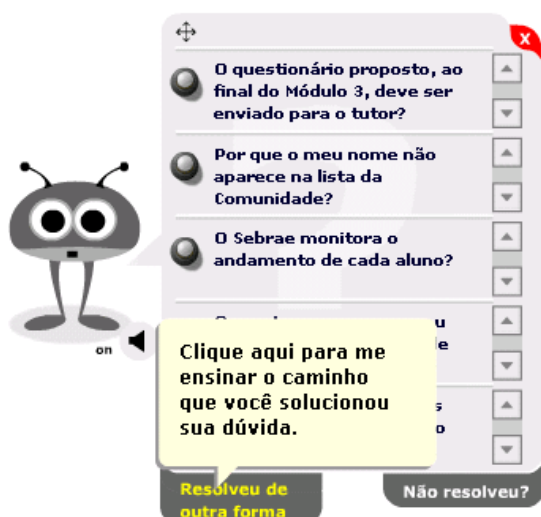 X
O questionário proposto, ao
final do Módulo 3, deve ser
enviado para o tutor?
Por que o meu nome não
aparece na lista da
Comunidade?
O Sebrae monitora o
andamento de cada aluno?
on
Clique aqui para me
ensinar o caminho
que você solucionou
sua dúvida.
Resolveu de
outra forma
Não resolveu?